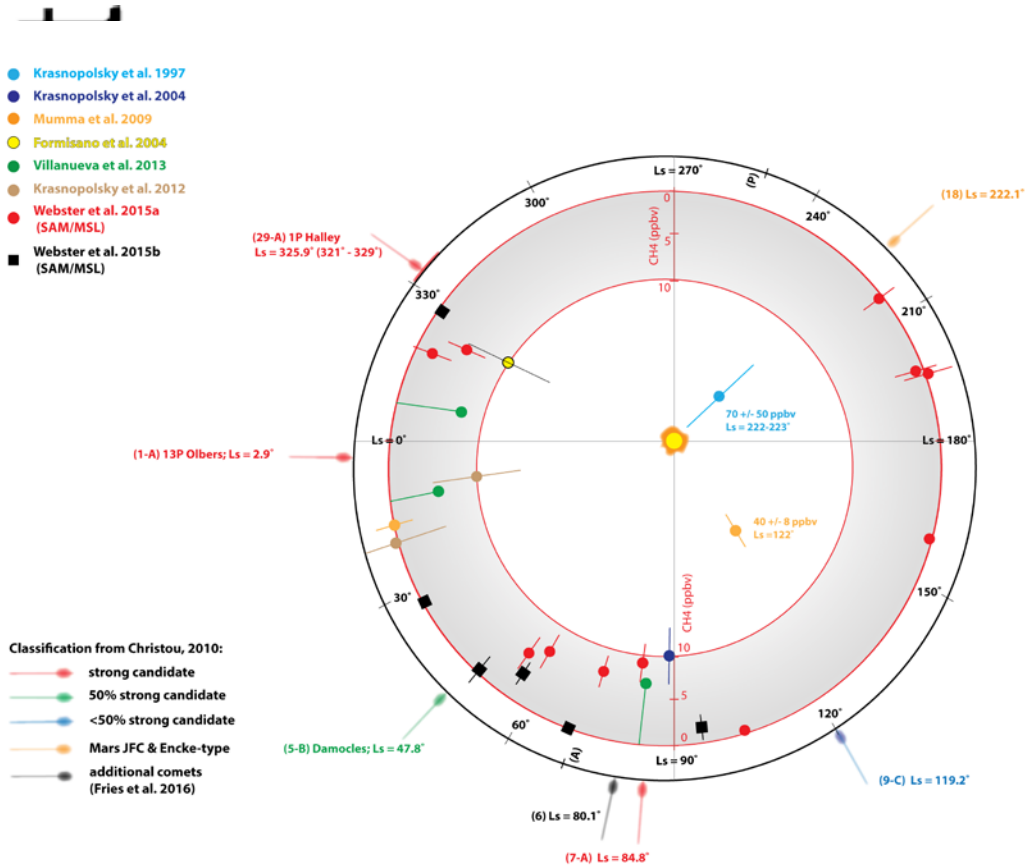 Krasnopolsky et al. 1997
Krasnopolsky et al. 2004
Mumma et al. 2009
Formisano et al. 2004
Villanueva et al. 2013
Krasnopolsky et al. 2012
Webster et al. 2015a
(SAM/MSL)
Webster et al. 2015b
(SAM/MSL)
Ls = 270˚
(P)
300˚
240˚
(18) Ls = 222.1˚
(29-A) 1P Halley
Ls = 325.9˚ (321˚ - 329˚)
0
5
10
CH4 (ppbv)
330˚
210˚
70 +/- 50 ppbv
Ls = 222-223˚
Ls = 0˚
Ls = 180˚
(1-A) 13P Olbers; Ls = 2.9˚
40 +/- 8 ppbv
Ls =122˚
30˚
150˚
CH4 (ppbv)
10
5
0
60˚
120˚
(A)
Ls = 90˚
(5-B) Damocles; Ls = 47.8˚
(9-C) Ls = 119.2˚
(6) Ls = 80.1˚
(7-A) Ls = 84.8˚
Classification from Christou, 2010:
strong candidate
50% strong candidate
<50% strong candidate
Mars JFC & Encke-type
additional comets
(Fries et al. 2016)